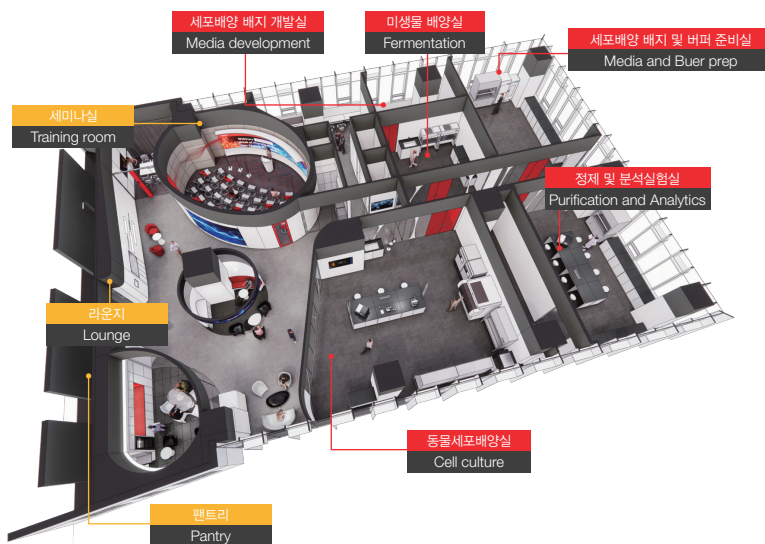 세포배양 배지 개발실
Media development
미생물 배양실
Fermentation
세포배양 배지 및 버퍼 준비실
Media and Buer prep
세미나실
Training room
정제 및 분석실험실
Purification and Analytics
라운지
Lounge
동물세포배양실
Cell culture
팬트리
Pantry